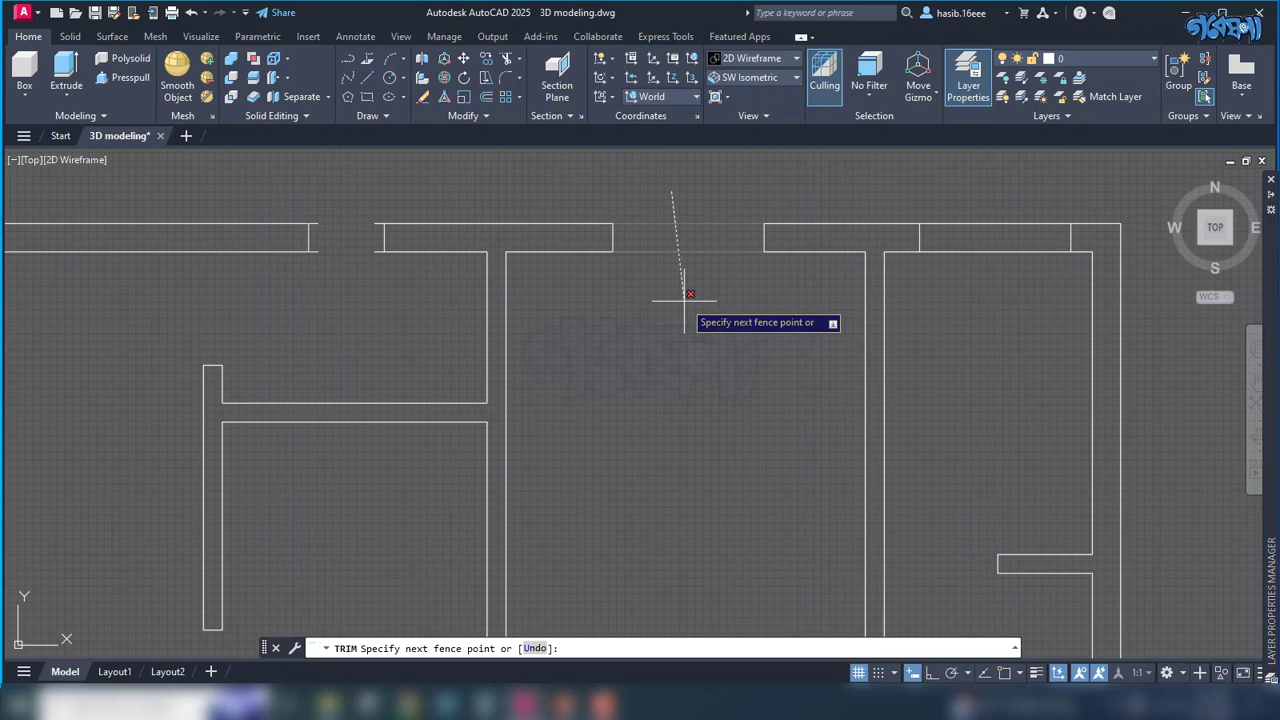 Share
Autodesk AutoCAD 2025 3D modeling.dwg
Type a keyword or phrase
hasib.16eee
গবেষণা
Home Solid Surface Mesh Visualize Parametric Insert Annotate View Manage Output Add-ins Collaborate Express Tools Featured Apps
Polysolid
2D Wireframe
0
Presspull
SW Isometric
Box Extrude Smooth Object Separate Section Plane World Culling No Filter Move Gizmo Layer Properties Match Layer Group Base
Modeling Mesh Solid Editing Draw Modify Section Coordinates View Selection Layers Groups View
Start 3D modeling*
[−][Top][2D Wireframe]
N
W TOP E
S
WCS
Specify next fence point or
Y
X
TRIM Specify next fence point or [Undo]:
LAYER PROPERTIES MANAGER
Model Layout1 Layout2
1:1